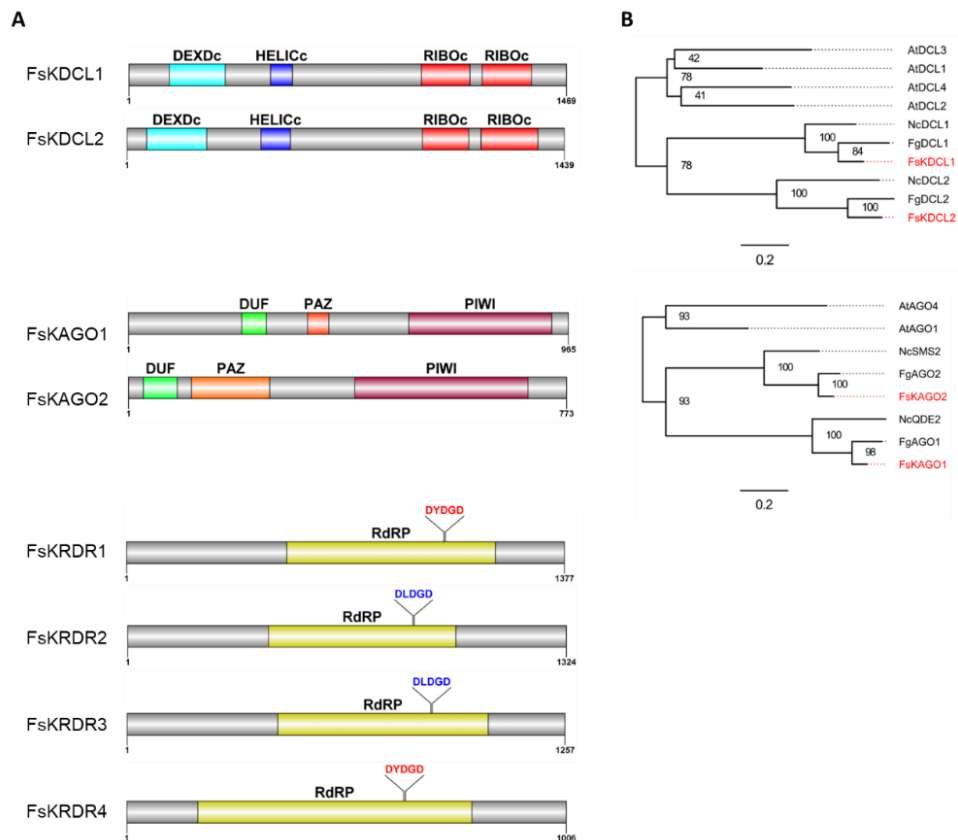 A
DEXDc HELICc RIBOc RIBOc
FsKDCL1
1 1469
DEXDc HELICc RIBOc RIBOc
FsKDCL2
1 1439
DUF PAZ PIWI
FsKAGO1
1 965
DUF PAZ PIWI
FsKAGO2
1 773
DYDGD
RdRP
FsKRDR1
1 1377
DLDGD
RdRP
FsKRDR2
1 1324
DLDGD
RdRP
FsKRDR3
1 1257
DYDGD
RdRP
FsKRDR4
1 1006
B
AtDCL3
42
AtDCL1
78
AtDCL4
41
AtDCL2
NcDCL1
100
FgDCL1
84
FsKDCL1
78
NcDCL2
100
FgDCL2
100
FsKDCL2
0.2
AtAGO4
93
AtAGO1
NcSMS2
100
FgAGO2
100
FsKAGO2
93
NcQDE2
100
FgAGO1
98
FsKAGO1
0.2